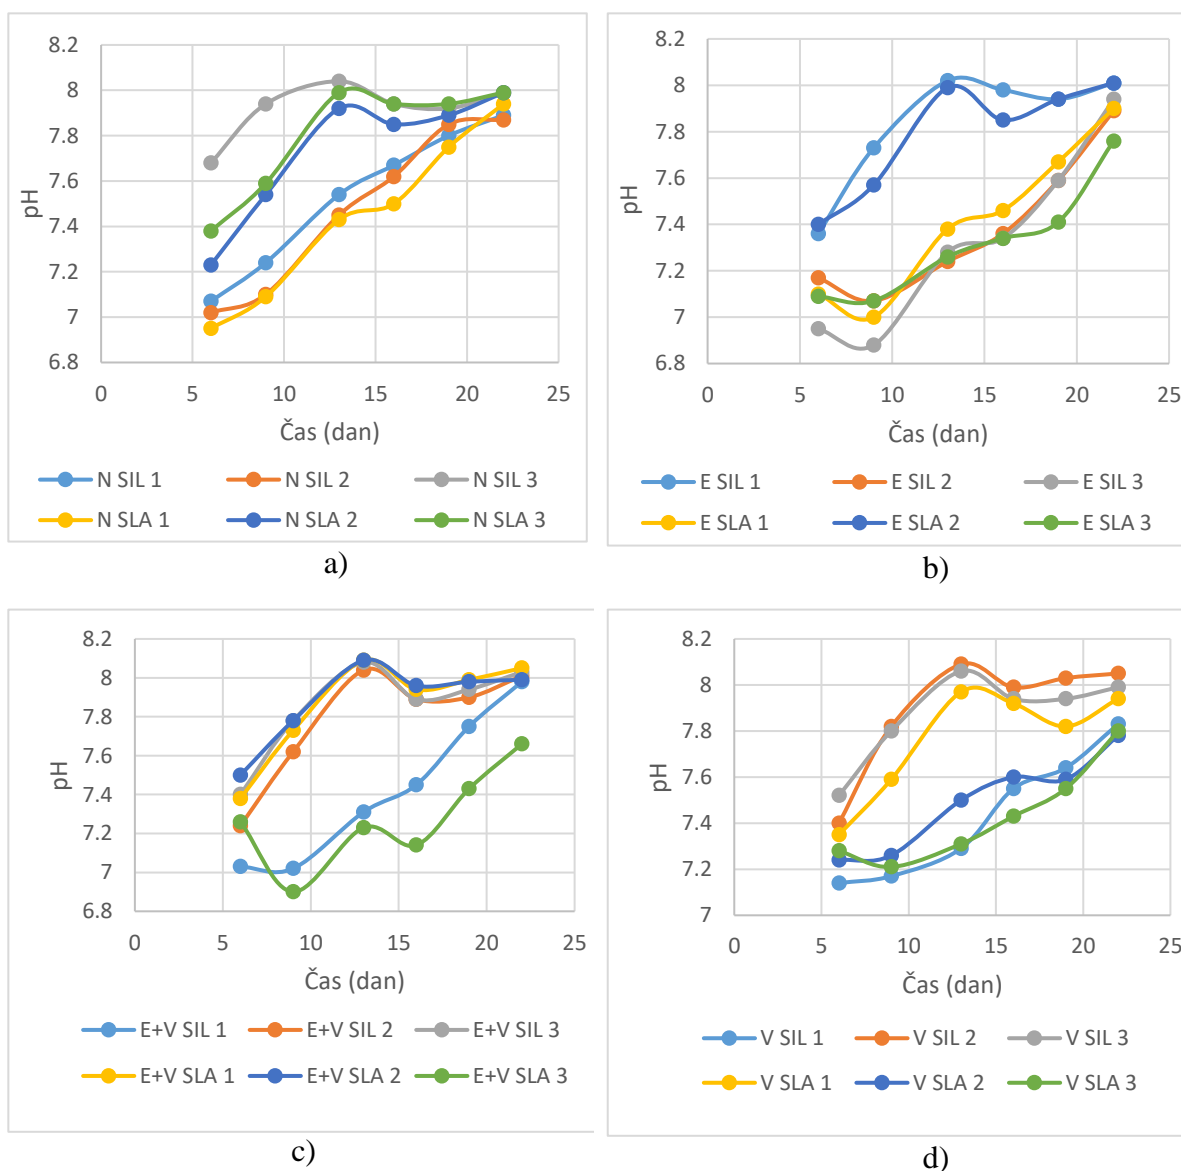 8.2
8
7.8
7.6
7.4
7.2
7
6.8
pH
0 5 10 15 20 25
Čas (dan)
N SIL 1 N SIL 2 N SIL 3
N SLA 1 N SLA 2 N SLA 3
a)
8.2
8
7.8
7.6
7.4
7.2
7
6.8
pH
0 5 10 15 20 25
Čas (dan)
E SIL 1 E SIL 2 E SIL 3
E SLA 1 E SLA 2 E SLA 3
b)
8.2
8
7.8
7.6
7.4
7.2
7
6.8
pH
0 5 10 15 20 25
Čas (dan)
E+V SIL 1 E+V SIL 2 E+V SIL 3
E+V SLA 1 E+V SLA 2 E+V SLA 3
c)
8.2
8
7.8
7.6
7.4
7.2
7
pH
0 5 10 15 20 25
Čas (dan)
V SIL 1 V SIL 2 V SIL 3
V SLA 1 V SLA 2 V SLA 3
d)